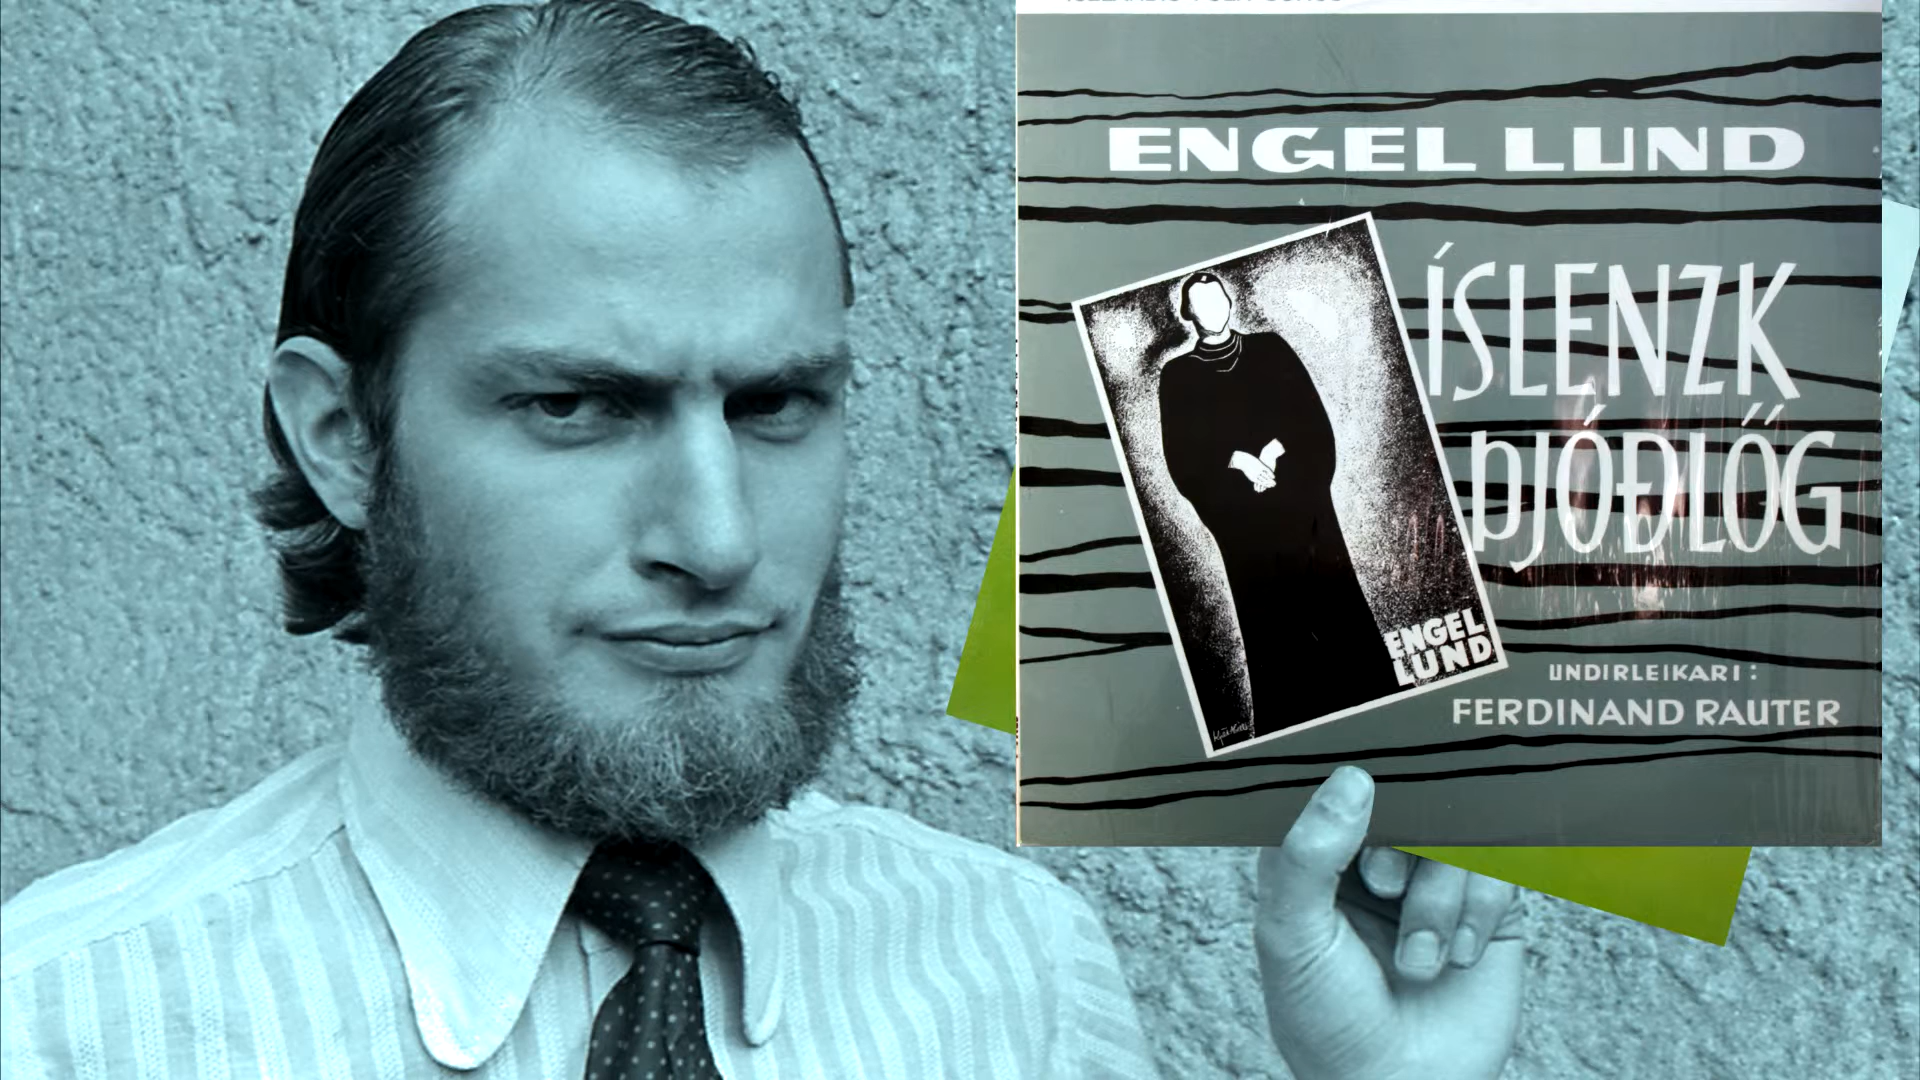 ENGEL LUND
ÍSLENZK
ÞJÓÐLÖG
ENGEL
LUND
UNDIRLEIKARI:
FERDINAND RAUTER